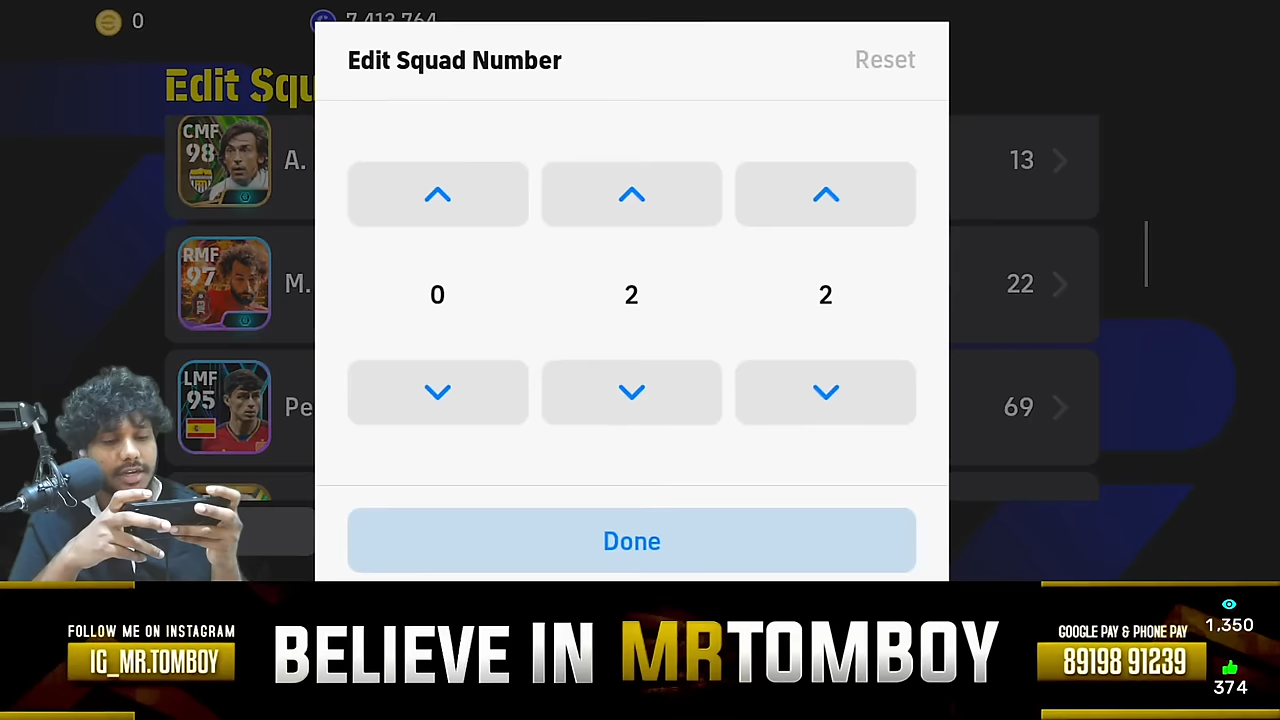 0
7,413,764
Edit Squad Number
Reset
Edit Squ
CMF
98
A.
13
RMF
97
M.
22
0
2
2
LMF
95
Pe
69
Done
FOLLOW ME ON INSTAGRAM
IG_MR.TOMBOY
BELIEVE IN MRTOMBOY
GOOGLE PAY & PHONE PAY
89198 91239
1,350
374